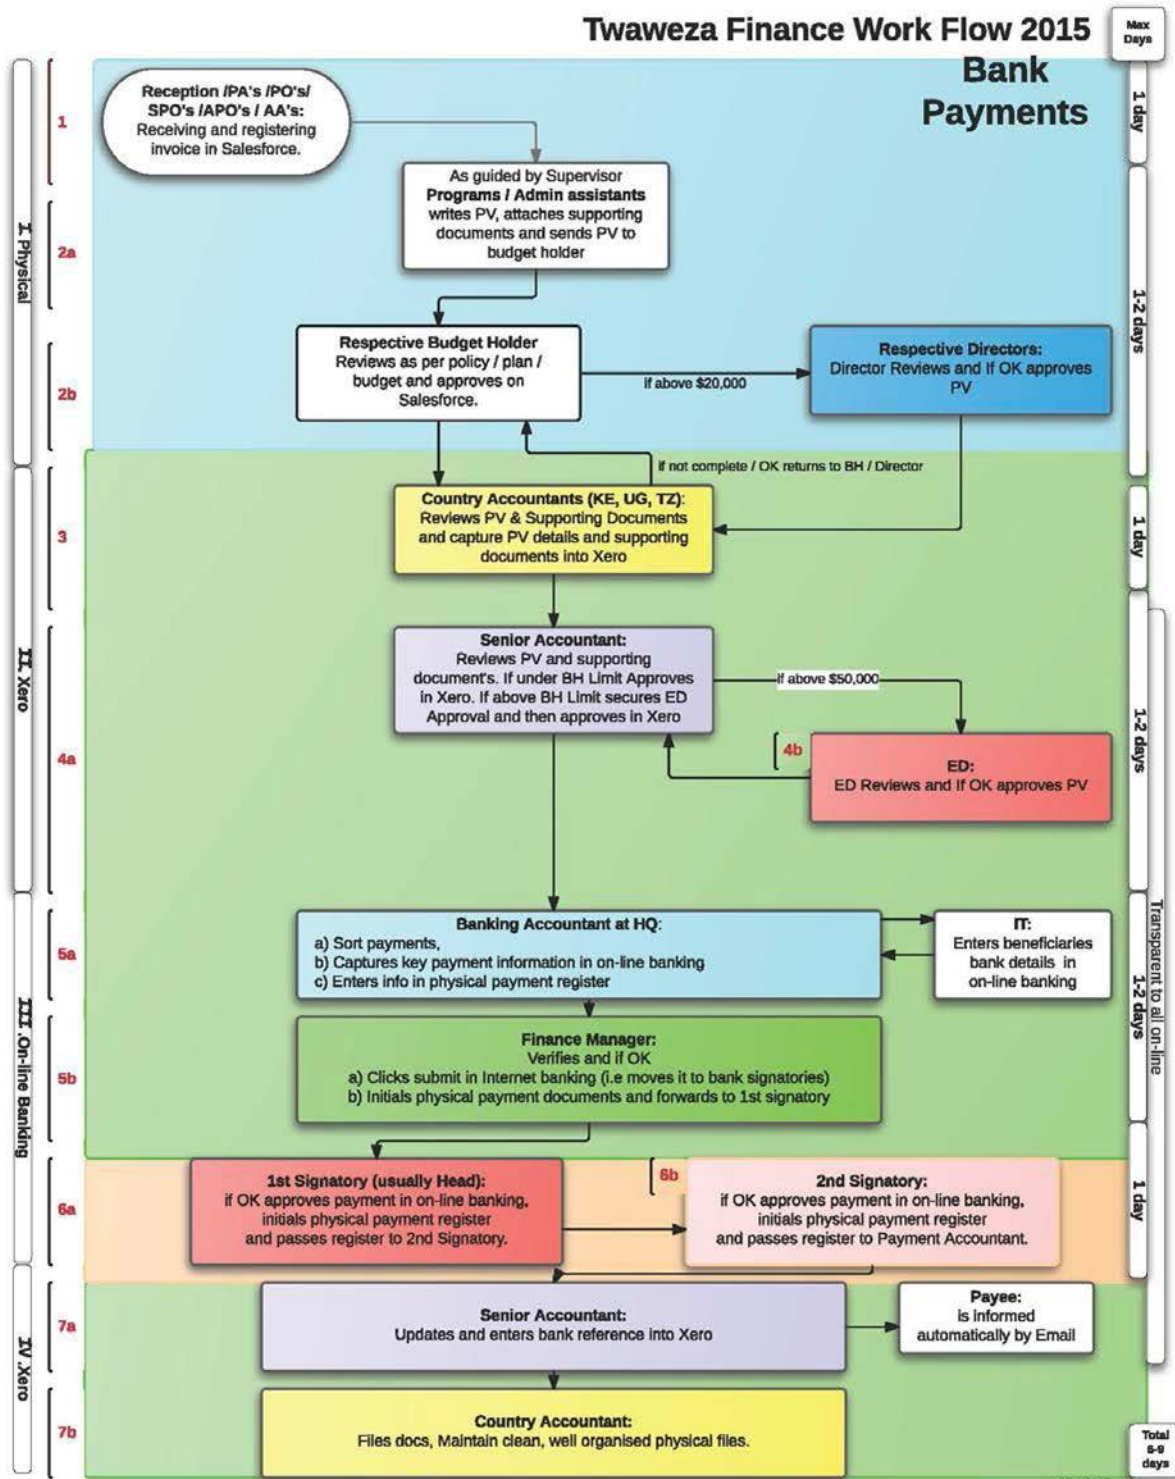 Twaweza Finance Work Flow 2015
Bank
Payments
Max
Days
I. Physical
1
Reception /PA's /PO's/
SPO's /APO's / AA's:
Receiving and registering
invoice in Salesforce.
1 day
2a
As guided by Supervisor
Programs / Admin assistants
writes PV, attaches supporting
documents and sends PV to
budget holder
1-2 days
2b
Respective Budget Holder
Reviews as per policy / plan /
budget and approves on
Salesforce.
if above $20,000
Respective Directors:
Director Reviews and If OK approves
PV
if not complete / OK returns to BH / Director
II. Xero
3
Country Accountants (KE, UG, TZ):
Reviews PV & Supporting Documents
and capture PV details and supporting
documents into Xero
1 day
4a
Senior Accountant:
Reviews PV and supporting
document's. If under BH Limit Approves
in Xero. If above BH Limit secures ED
Approval and then approves in Xero
if above $50,000
1-2 days
4b
ED:
ED Reviews and If OK approves PV
Transparent to all on-line
III .On-line Banking
5a
Banking Accountant at HQ:
a) Sort payments,
b) Captures key payment information in on-line banking
c) Enters info in physical payment register
IT:
Enters beneficiaries
bank details in
on-line banking
1-2 days
5b
Finance Manager:
Verifies and if OK
a) Clicks submit in Internet banking (i.e moves it to bank signatories)
b) Initials physical payment documents and forwards to 1st signatory
6a
1st Signatory (usually Head):
if OK approves payment in on-line banking,
initials physical payment register
and passes register to 2nd Signatory.
6b
2nd Signatory:
if OK approves payment in on-line banking,
initials physical payment register
and passes register to Payment Accountant.
1 day
IV .Xero
7a
Senior Accountant:
Updates and enters bank reference into Xero
Payee:
is informed
automatically by Email
7b
Country Accountant:
Files docs, Maintain clean, well organised physical files.
Total
6-9
days